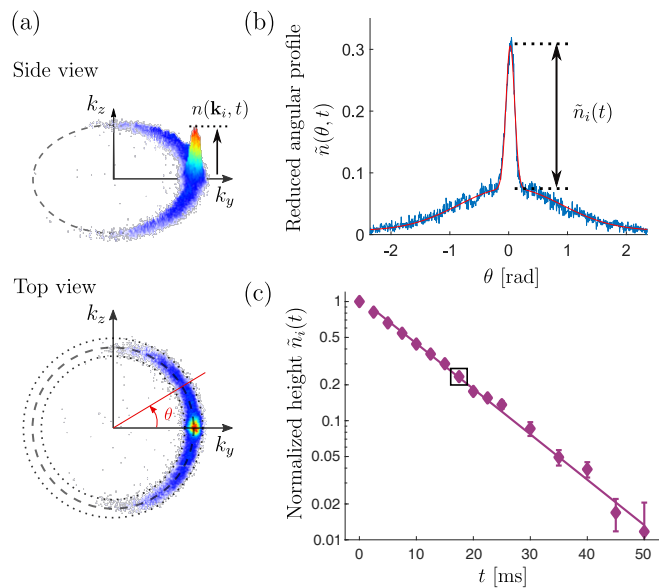 (a)
Side view
k_z
n(k_i, t)
k_y
Top view
k_z
θ
k_y
(b)
Reduced angular profile
ñ(θ, t)
0.3
0.2
0.1
0
ñ_i(t)
-2
-1
0
1
2
θ [rad]
(c)
Normalized height ñ_i(t)
1
0.5
0.2
0.1
0.05
0.02
0.01
0
10
20
30
40
50
t [ms]